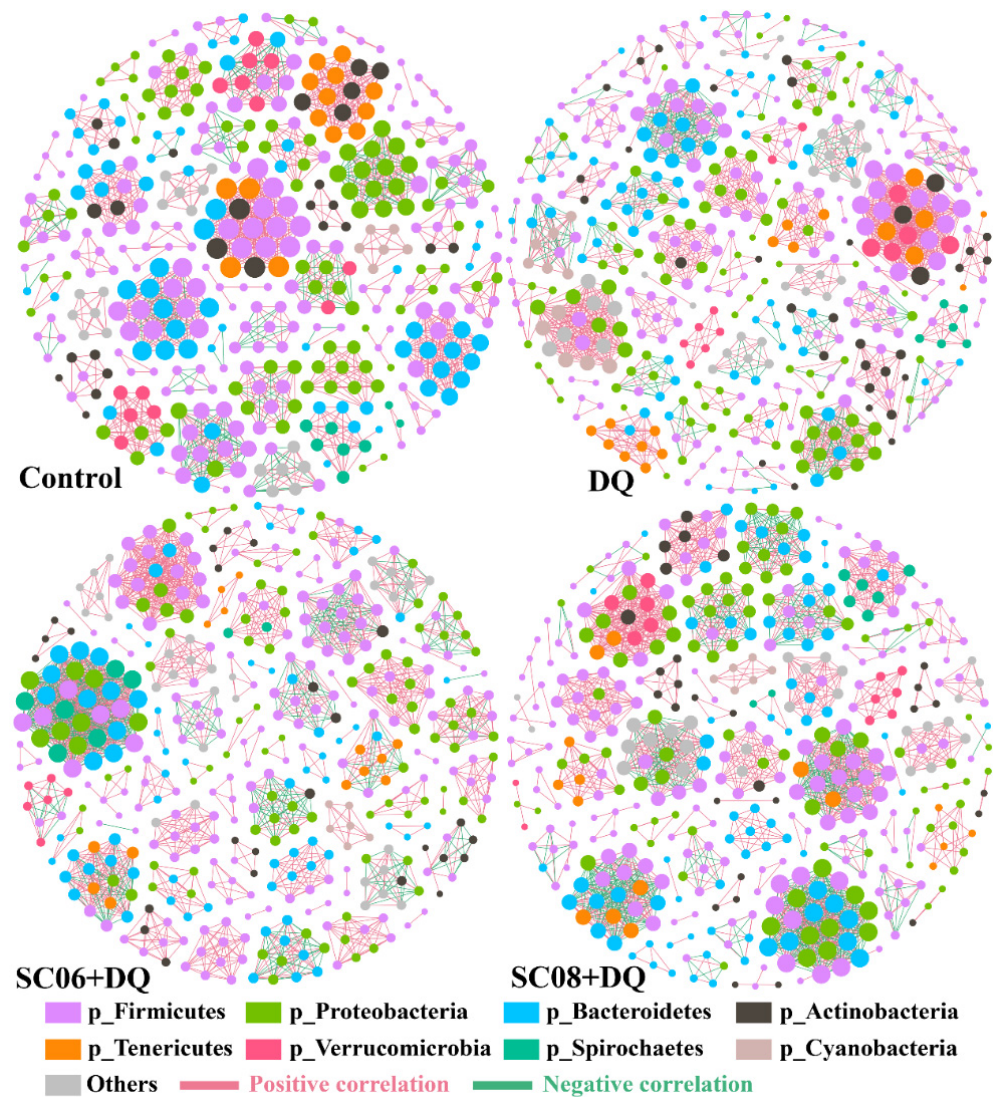 Control
DQ
SC06+DQ
SC08+DQ
p_Firmicutes p_Proteobacteria p_Bacteroidetes p_Actinobacteria
p_Tenericutes p_Verrucomicrobia p_Spirochaetes p_Cyanobacteria
Others Positive correlation Negative correlation